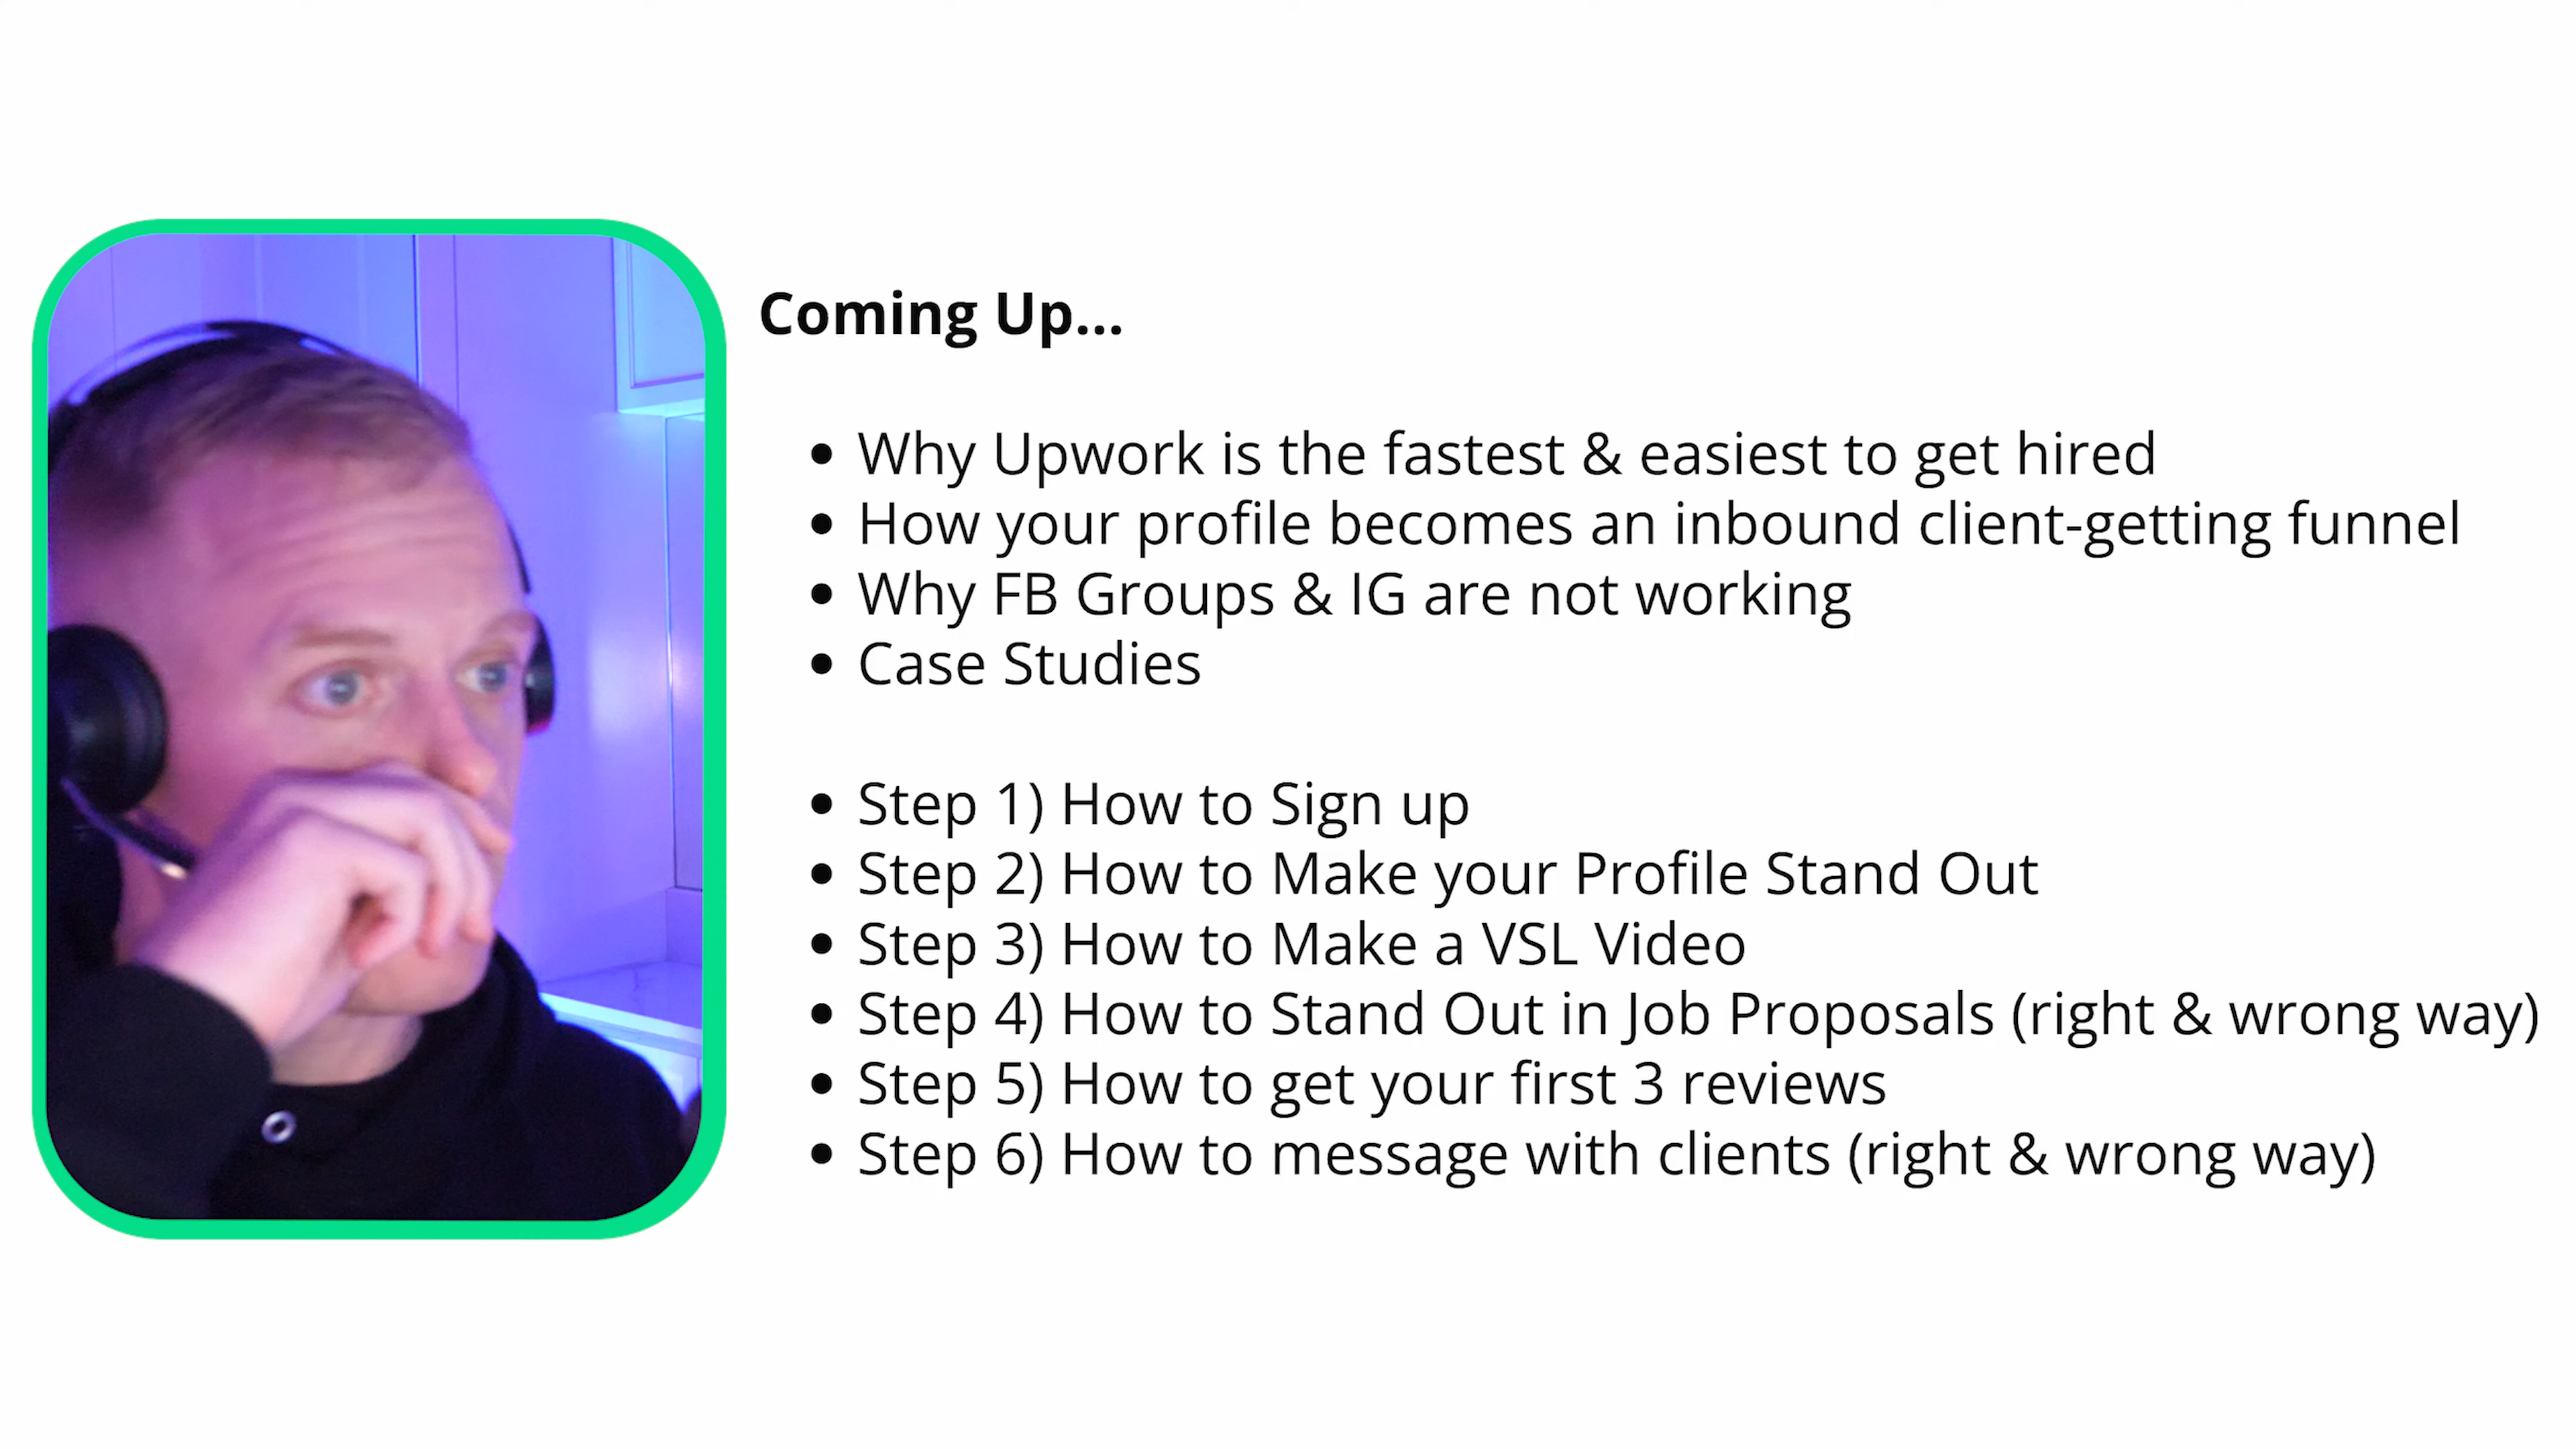 Coming Up...
• Why Upwork is the fastest & easiest to get hired
• How your profile becomes an inbound client-getting funnel
• Why FB Groups & IG are not working
• Case Studies
• Step 1) How to Sign up
• Step 2) How to Make your Profile Stand Out
• Step 3) How to Make a VSL Video
• Step 4) How to Stand Out in Job Proposals (right & wrong way)
• Step 5) How to get your first 3 reviews
• Step 6) How to message with clients (right & wrong way)